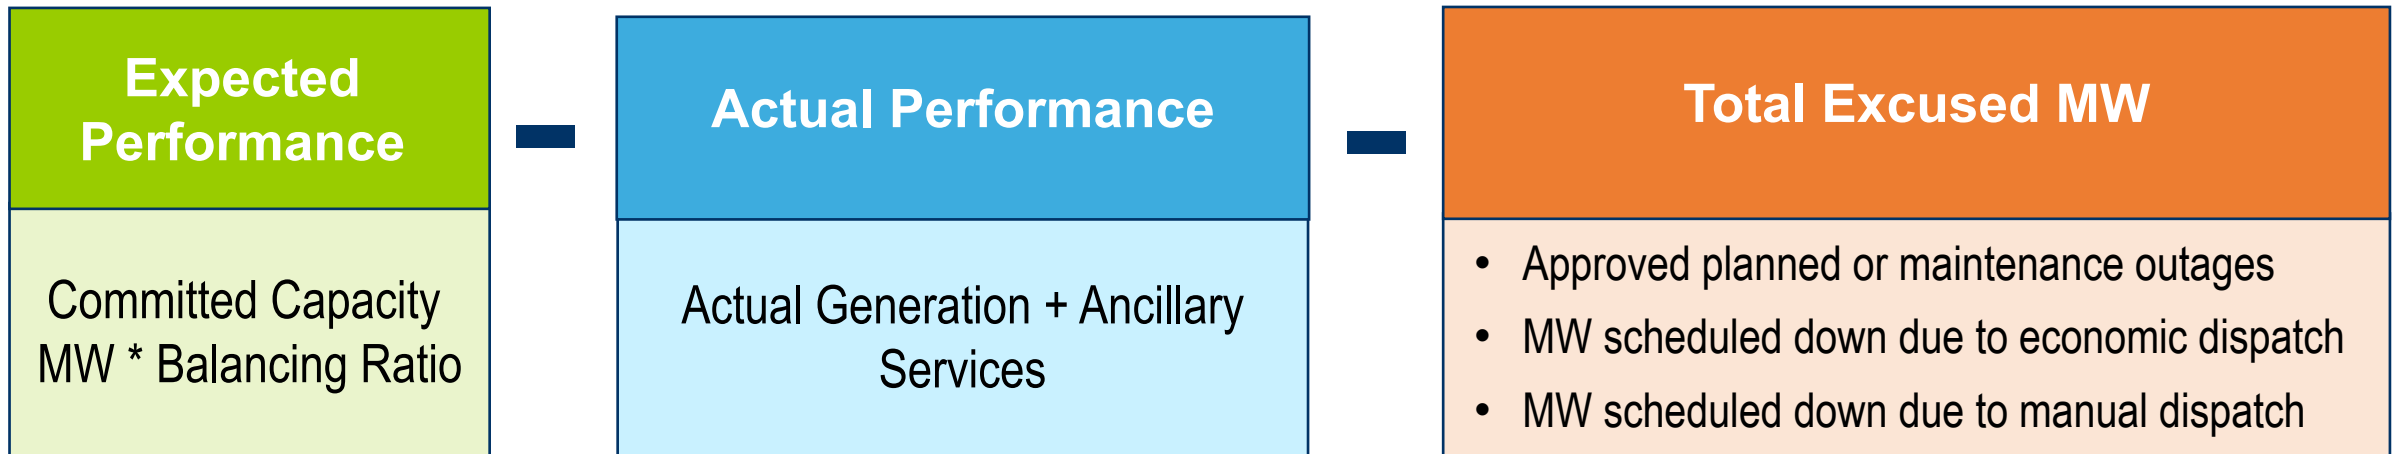 Expected
Performance
Committed Capacity
MW * Balancing Ratio
-
Actual Performance
Actual Generation + Ancillary
Services
-
Total Excused MW
• Approved planned or maintenance outages
• MW scheduled down due to economic dispatch
• MW scheduled down due to manual dispatch